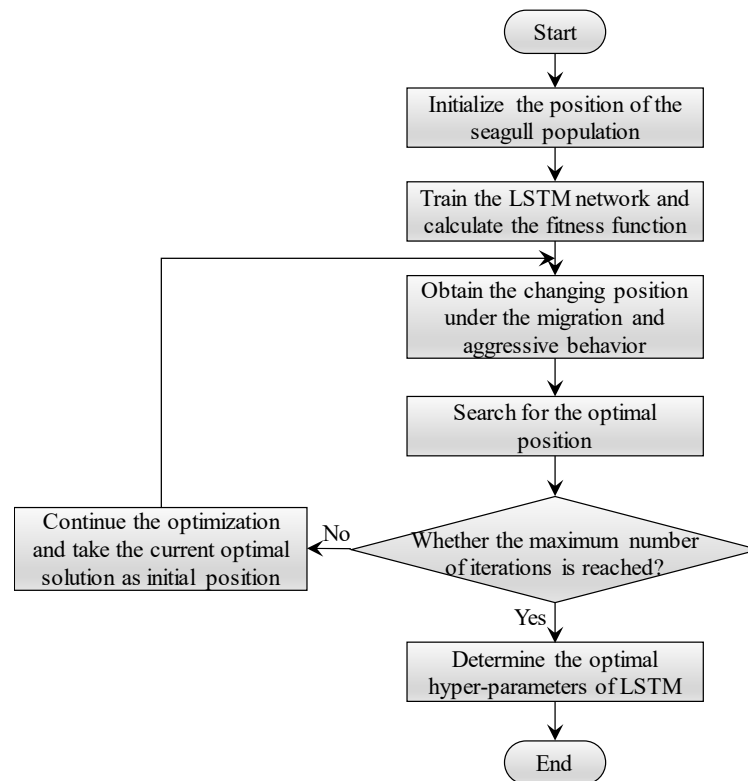 Start
Initialize the position of the
seagull population
Train the LSTM network and
calculate the fitness function
Obtain the changing position
under the migration and
aggressive behavior
Search for the optimal
position
Whether the maximum number
of iterations is reached?
No
Continue the optimization
and take the current optimal
solution as initial position
Yes
Determine the optimal
hyper-parameters of LSTM
End